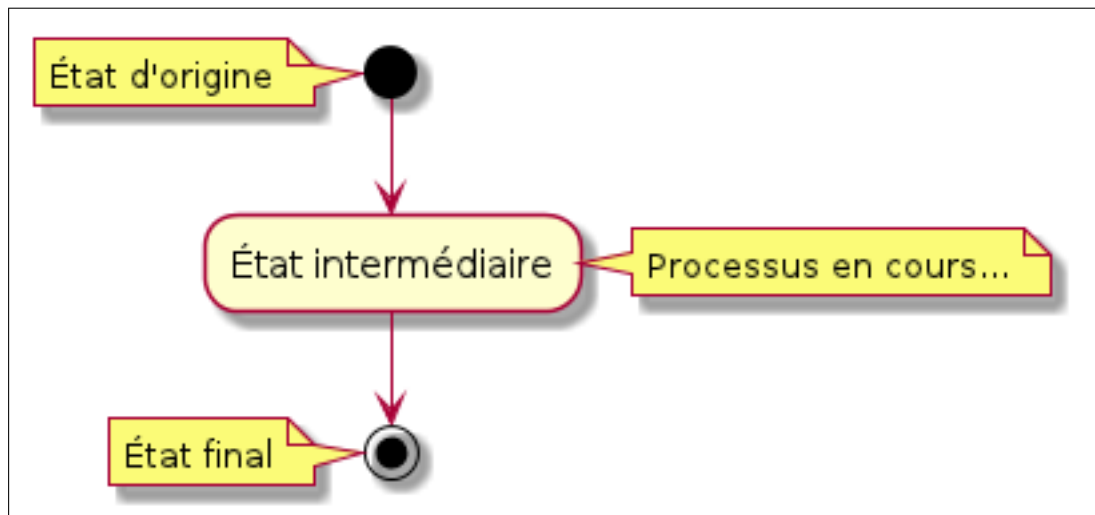 État d'origine
État intermédiaire
Processus en cours...
État final